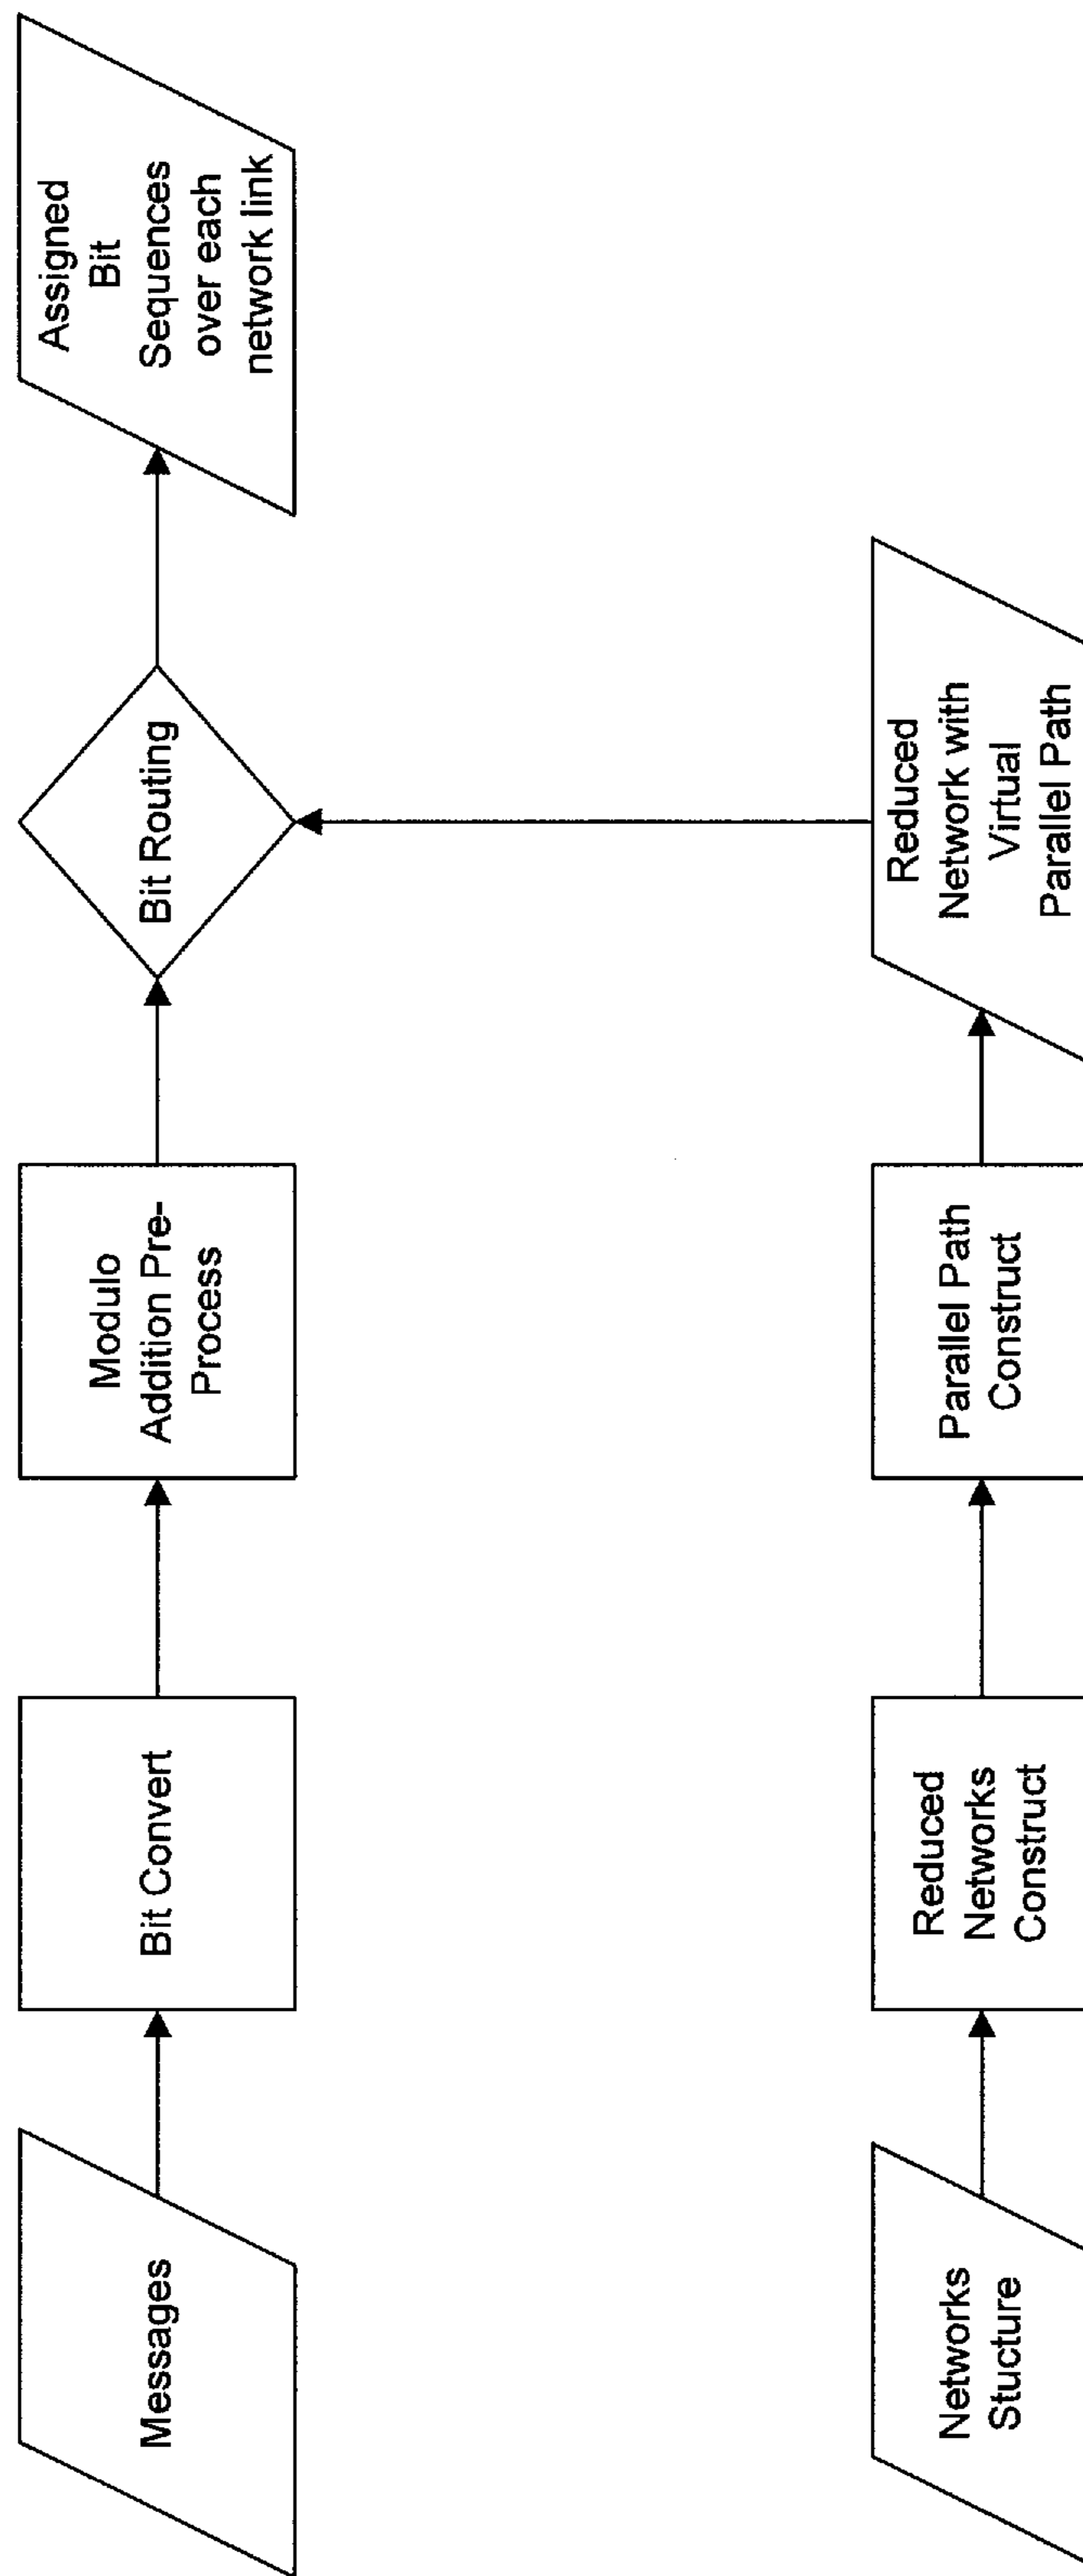 Messages
Bit Convert
Modulo
Addition Pre-
Process
Bit Routing
Assigned
Bit
Sequences
over each
network link
Networks
Stucture
Reduced
Networks
Construct
Parallel Path
Construct
Reduced
Network with
Virtual
Parallel Path